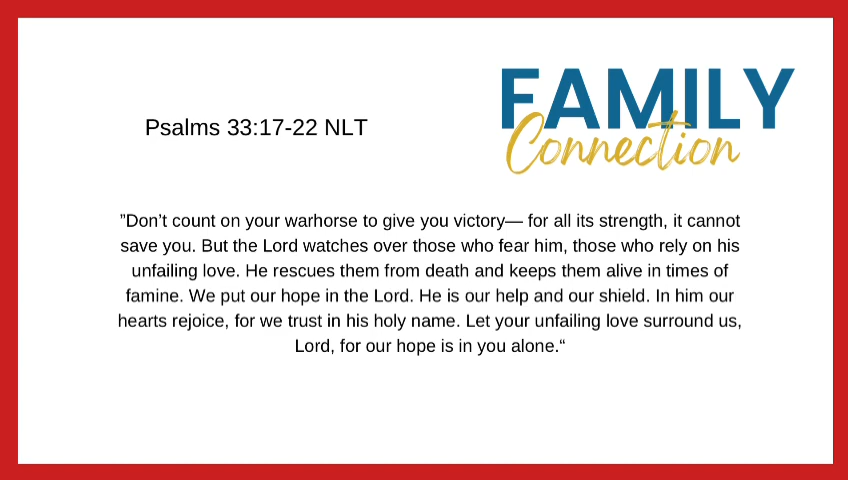 FAMILY
Connection
Psalms 33:17-22 NLT
”Don’t count on your warhorse to give you victory— for all its strength, it cannot
save you. But the Lord watches over those who fear him, those who rely on his
unfailing love. He rescues them from death and keeps them alive in times of
famine. We put our hope in the Lord. He is our help and our shield. In him our
hearts rejoice, for we trust in his holy name. Let your unfailing love surround us,
Lord, for our hope is in you alone.“